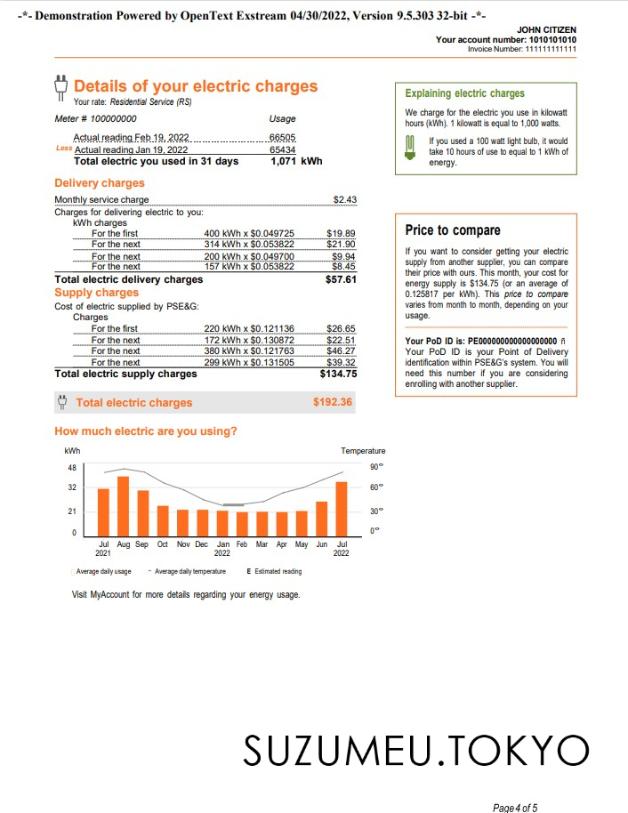 -*- Demonstration Powered by OpenText Exstream 04/30/2022, Version 9.5.303 32-bit -*-
JOHN CITIZEN
Your account number: 1010101010
Invoice Number: 111111111111
Details of your electric charges
Your rate: Residential Service (RS)
Meter # 100000000 Usage
Actual reading Feb 19, 2022 66505
Less Actual reading Jan 19, 2022 65434
Total electric you used in 31 days 1,071 kWh
Delivery charges
Monthly service charge $2.43
Charges for delivering electric to you:
kWh charges
For the first 400 kWh x $0.049725 $19.89
For the next 314 kWh x $0.053822 $21.90
For the next 200 kWh x $0.049700 $9.94
For the next 157 kWh x $0.053822 $8.45
Total electric delivery charges $57.61
Supply charges
Cost of electric supplied by PSE&G:
Charges
For the first 220 kWh x $0.121136 $26.65
For the next 172 kWh x $0.130872 $22.51
For the next 380 kWh x $0.121763 $46.27
For the next 299 kWh x $0.131505 $39.32
Total electric supply charges $134.75
Total electric charges $192.36
Explaining electric charges
We charge for the electric you use in kilowatt
hours (kWh). 1 kilowatt is equal to 1,000 watts.
If you used a 100 watt light bulb, it would
take 10 hours of use to equal to 1 kWh of
energy.
Price to compare
If you want to consider getting your electric
supply from another supplier, you can compare
their price with ours. This month, your cost for
energy supply is $134.75 (or an average of
0.125817 per kWh). This price to compare
varies from month to month, depending on your
usage.
Your PoD ID is: PE000000000000000000 ñ
Your PoD ID is your Point of Delivery
identification within PSE&G's system. You will
need this number if you are considering
enrolling with another supplier.
How much electric are you using?
kWh Temperature
48 90°
32 60°
21 30°
0 0°
Jul Aug Sep Oct Nov Dec Jan Feb Mar Apr May Jun Jul
2021 2022 2022
Average daily usage - Average daily temperature E Estimated reading
Visit MyAccount for more details regarding your energy usage.
SUZUMEU.TOKYO
Page 4 of 5